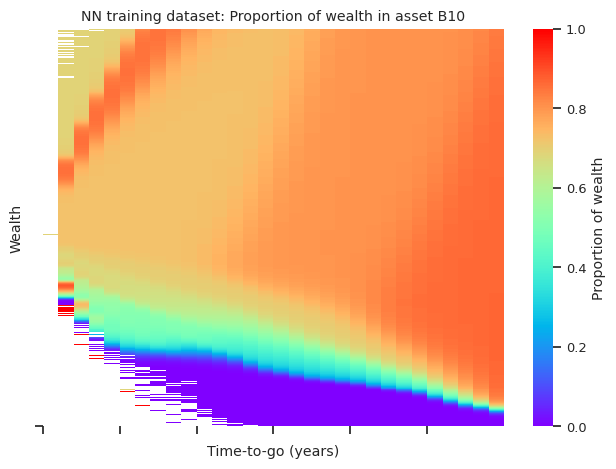 NN training dataset: Proportion of wealth in asset B10
Wealth
Time-to-go (years)
1.0
0.8
0.6
0.4
0.2
0.0
Proportion of wealth